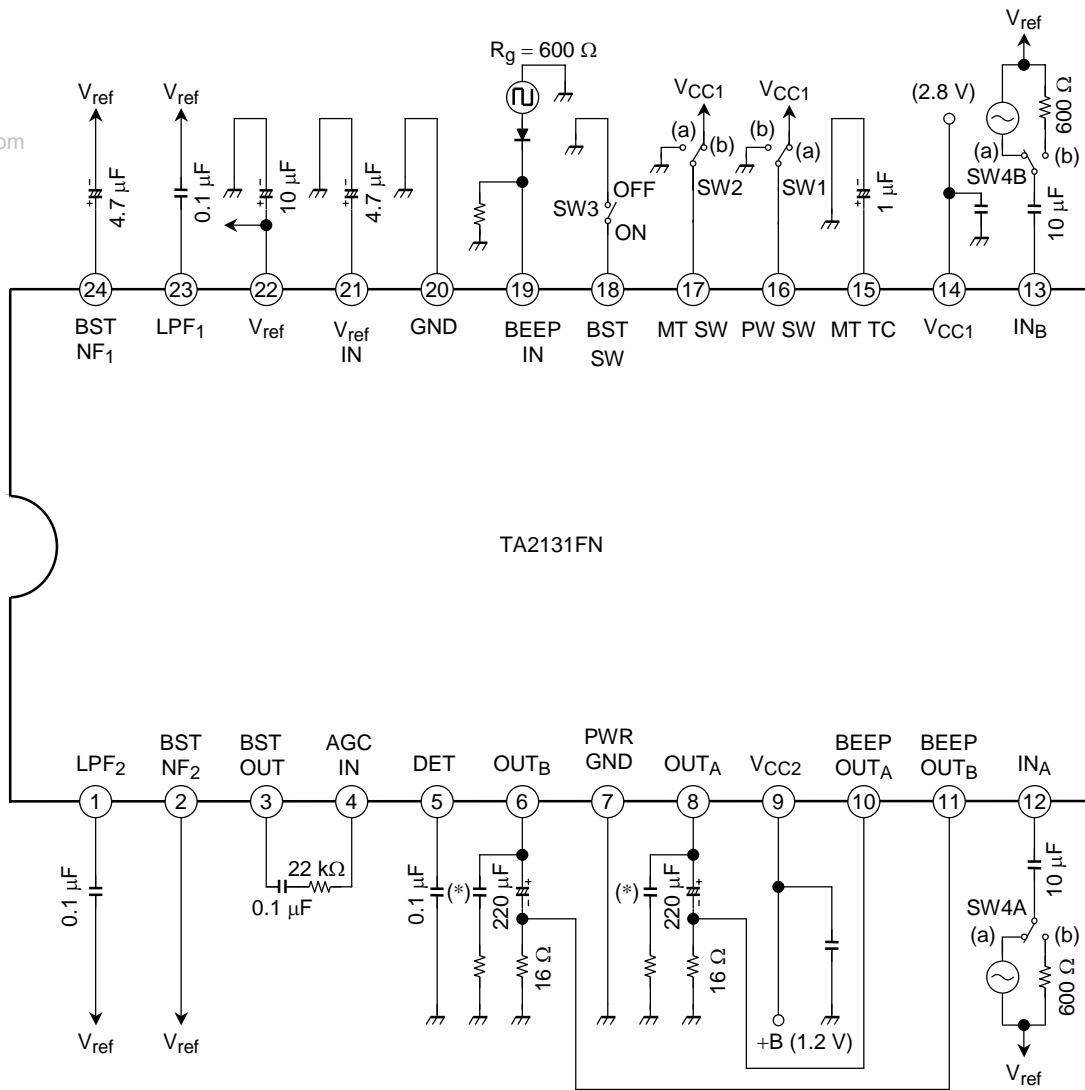 om
Vref
4.7 µF
Vref
0.1 µF
10 µF
4.7 µF
Rg = 600 Ω
OFF
SW3
ON
VCC1
(a)
(b)
SW2
VCC1
(b)
(a)
SW1
1 µF
(2.8 V)
Vref
600 Ω
(a)
(b)
SW4B
10 µF
24 23 22 21 20 19 18 17 16 15 14 13
BST NF1
LPF1
Vref
Vref IN
GND
BEEP IN
BST SW
MT SW
PW SW
MT TC
VCC1
INB
TA2131FN
LPF2
BST NF2
BST OUT
AGC IN
DET
OUTB
PWR GND
OUTA
VCC2
BEEP OUTA
BEEP OUTB
INA
1 2 3 4 5 6 7 8 9 10 11 12
0.1 µF
Vref
Vref
22 kΩ
0.1 µF
0.1 µF
(*)
220 µF
+
−
16 Ω
(*)
220 µF
+
−
16 Ω
+B (1.2 V)
10 µF
SW4A
(a)
(b)
600 Ω
Vref